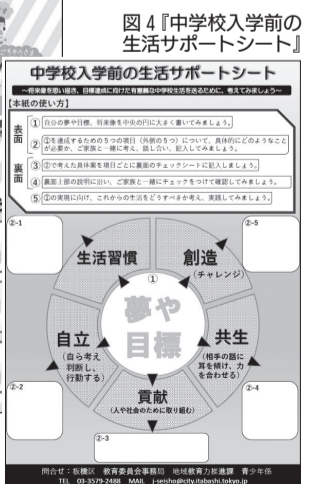 図4『中学校入学前の
生活サポートシート』
中学校入学前の生活サポートシート
～将来像を思い描き、目標達成に向けた有意義な中学校生活を送るために、考えてみましょう～
【本紙の使い方】
表面
① 自分の夢や目標、将来像を中央の円に大きく書いてみましょう。
② ①を達成するための5つの項目（外側の5つ）について、具体的にどのようなこと
が必要か、ご家族と一緒に考え、話し合い、記入してみましょう。
裏面
③ ②で考えた具体案を項目ごとに裏面のチェックシートに記入しましょう。
④ 裏面上部の説明に沿い、ご家族と一緒にチェックをつけて確認してみましょう。
⑤ ①の実現に向け、これからの生活をどうすべきか考え、実践してみましょう。
②-1
②-5
生活習慣
創造
(チャレンジ)
①
夢や
目標
自立
(自ら考え
判断し、
行動する)
共生
(相手の話に
耳を傾け、力
を合わせる)
貢献
(人や社会のために取り組む)
②-2
②-4
②-3
問合せ：板橋区 教育委員会事務局 地域教育力推進課 青少年係
TEL 03-3579-2488 MAIL j-seisho@city.itabashi.tokyo.jp